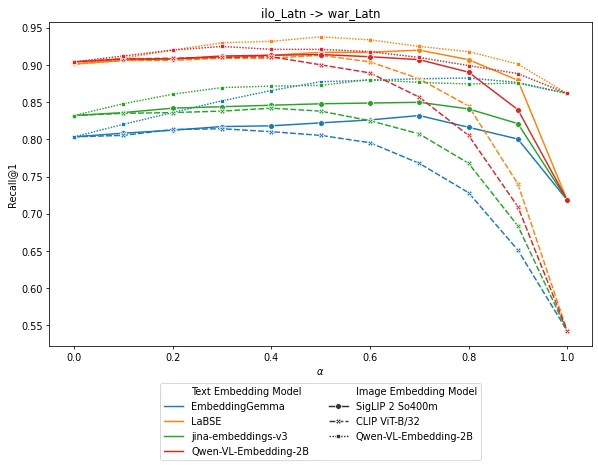 ilo_Latn -> war_Latn
0.95
0.90
0.85
0.80
0.75
0.70
0.65
0.60
0.55
Recall@1
0.0 0.2 0.4 0.6 0.8 1.0
α
Text Embedding Model
EmbeddingGemma
LaBSE
jina-embeddings-v3
Qwen-VL-Embedding-2B
Image Embedding Model
SigLIP 2 So400m
CLIP ViT-B/32
Qwen-VL-Embedding-2B